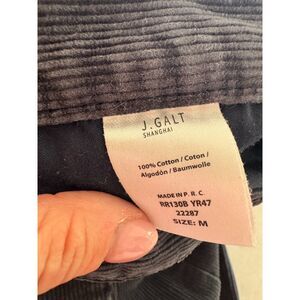 J.GALT
SHANGHAI
100% Cotton / Coton /
Algodón / Baumwolle
MADE IN P. R. C.
RR130B YR47
22287
SIZE: M